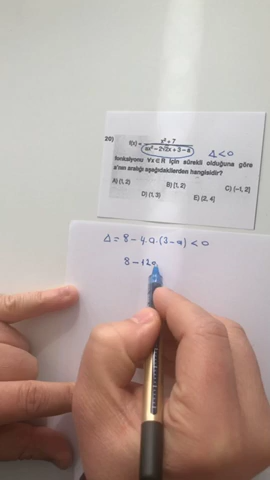 20)
f(x) = x² + 7 / ax² − 2√2x + 3 − a
Δ < 0
fonksiyonu ∀x ∈ ℝ için sürekli olduğuna göre
a'nın aralığı aşağıdakilerden hangisidir?
A) (1, 2) B) [1, 2) C) (−1, 2]
D) (1, 3) E) (2, 4]
Δ = 8 − 4.a.(3 − a) < 0
8 − 12a